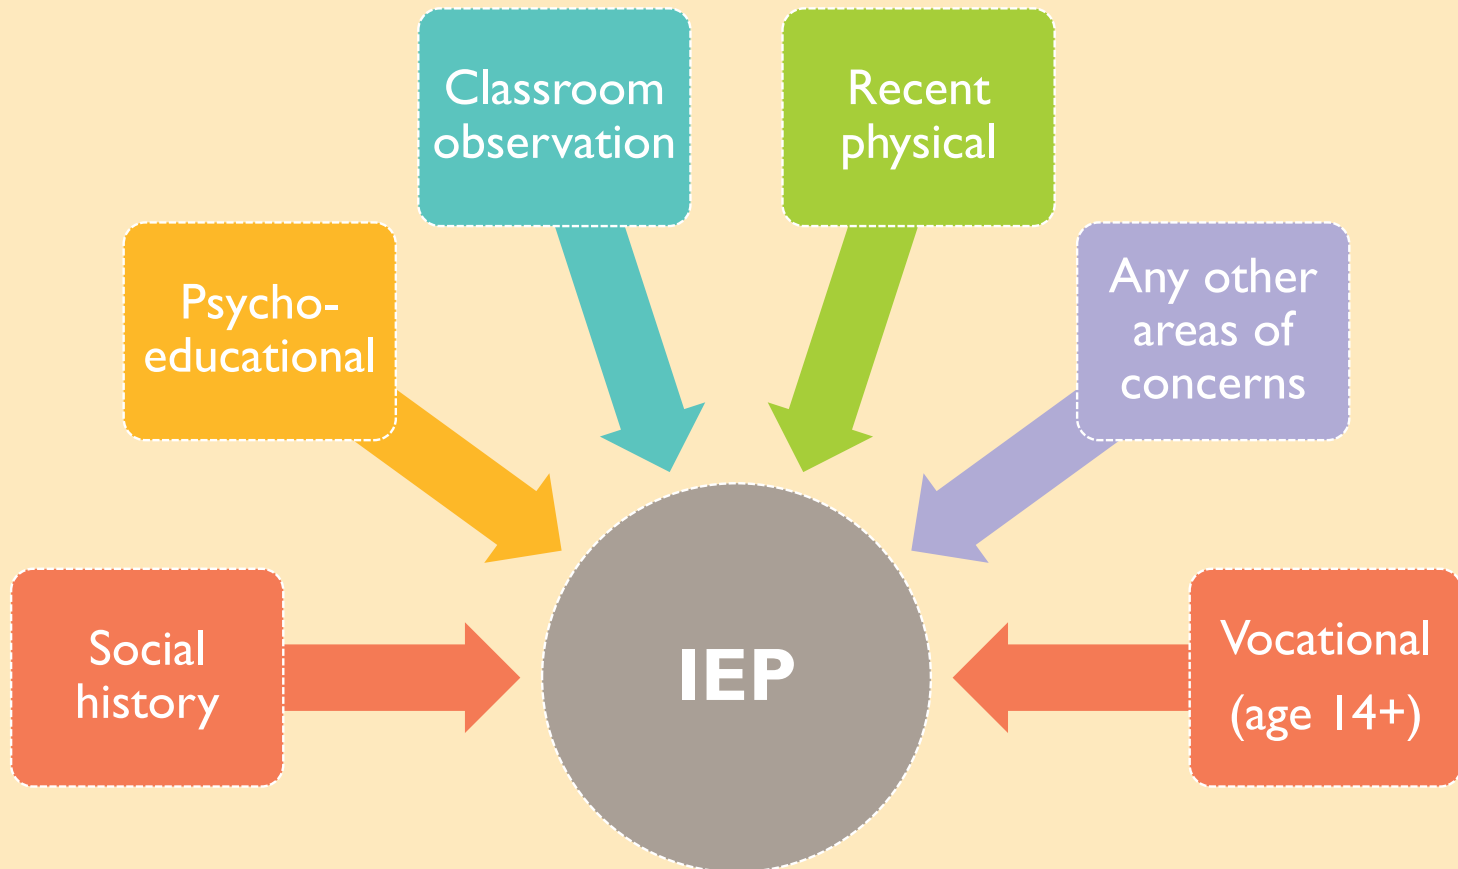 Classroom
observation
Recent
physical
Psycho-
educational
Any other
areas of
concerns
Social
history
IEP
Vocational
(age 14+)